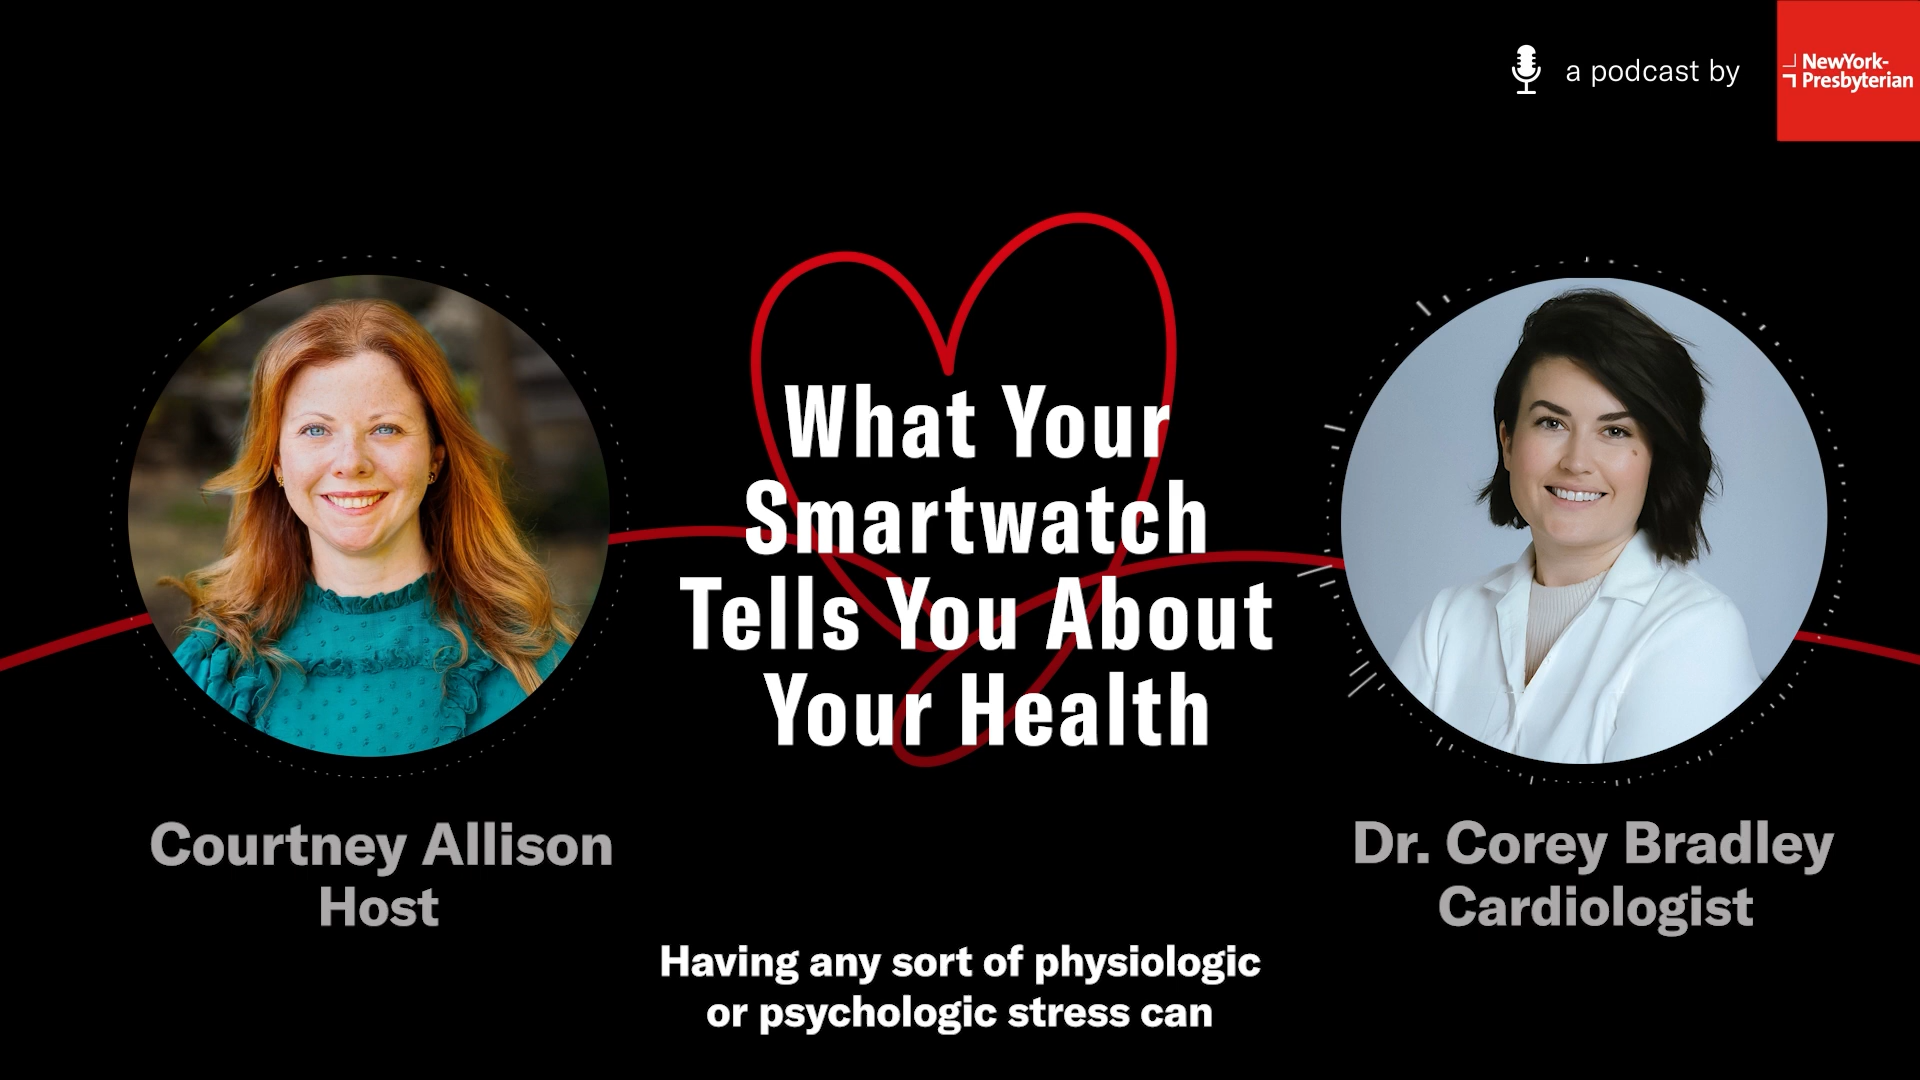 a podcast by
NewYork-
Presbyterian
What Your
Smartwatch
Tells You About
Your Health
Courtney Allison
Host
Dr. Corey Bradley
Cardiologist
Having any sort of physiologic
or psychologic stress can